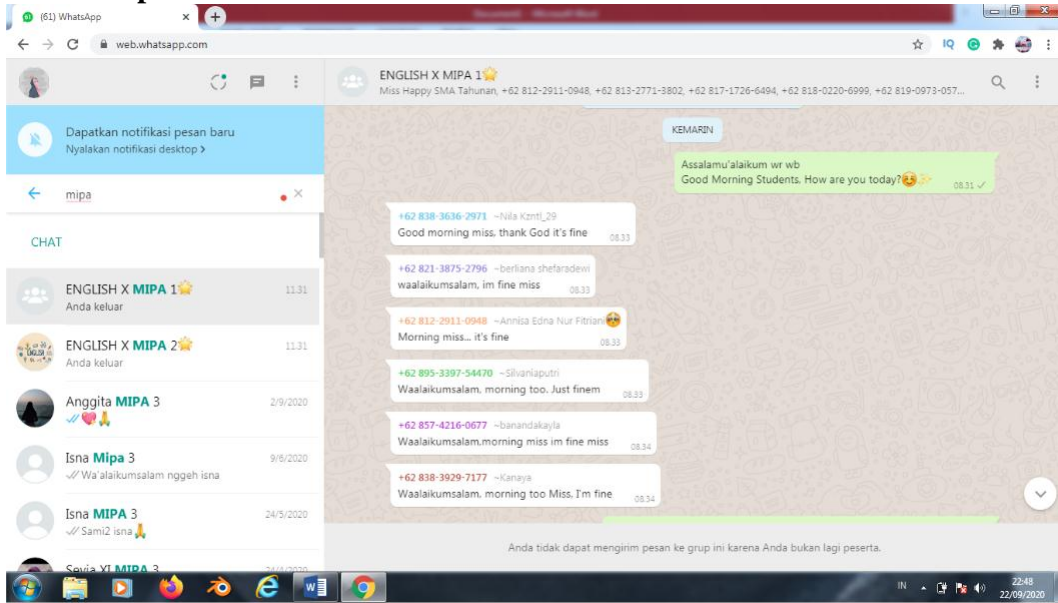 (61) WhatsApp
web.whatsapp.com
IQ
Dapatkan notifikasi pesan baru
Nyalakan notifikasi desktop >
mipa
CHAT
ENGLISH X MIPA 1
11.31
Anda keluar
ENGLISH X MIPA 2
11.31
Anda keluar
Anggita MIPA 3
2/9/2020
Isna Mipa 3
9/6/2020
Wa'alaikumsalam nggeh isna
Isna MIPA 3
24/5/2020
Sami2 isna
Sevia XI MIPA 3
ENGLISH X MIPA 1
Miss Happy SMA Tahunan, +62 812-2911-0948, +62 813-2771-3802, +62 817-1726-6494, +62 818-0220-6999, +62 819-0973-057...
KEMARIN
Assalamu'alaikum wr wb
Good Morning Students, How are you today?
08.31
+62 838-3636-2971 ~Nila Kzntl_29
Good morning miss, thank God it's fine 08.33
+62 821-3875-2796 ~berliana shefaradewi
waalaikumsalam, im fine miss 08.33
+62 812-2911-0948 ~Annisa Edna Nur Fitriani
Morning miss... it's fine 08.33
+62 895-3397-54470 ~Silvaniaputri
Waalaikumsalam, morning too. Just finem 08.33
+62 857-4216-0677 ~banandakayla
Waalaikumsalam,morning miss im fine miss 08.34
+62 838-3929-7177 ~Kanaya
Waalaikumsalam, morning too Miss, I'm fine 08.34
Anda tidak dapat mengirim pesan ke grup ini karena Anda bukan lagi peserta.
IN
22:48
22/09/2020